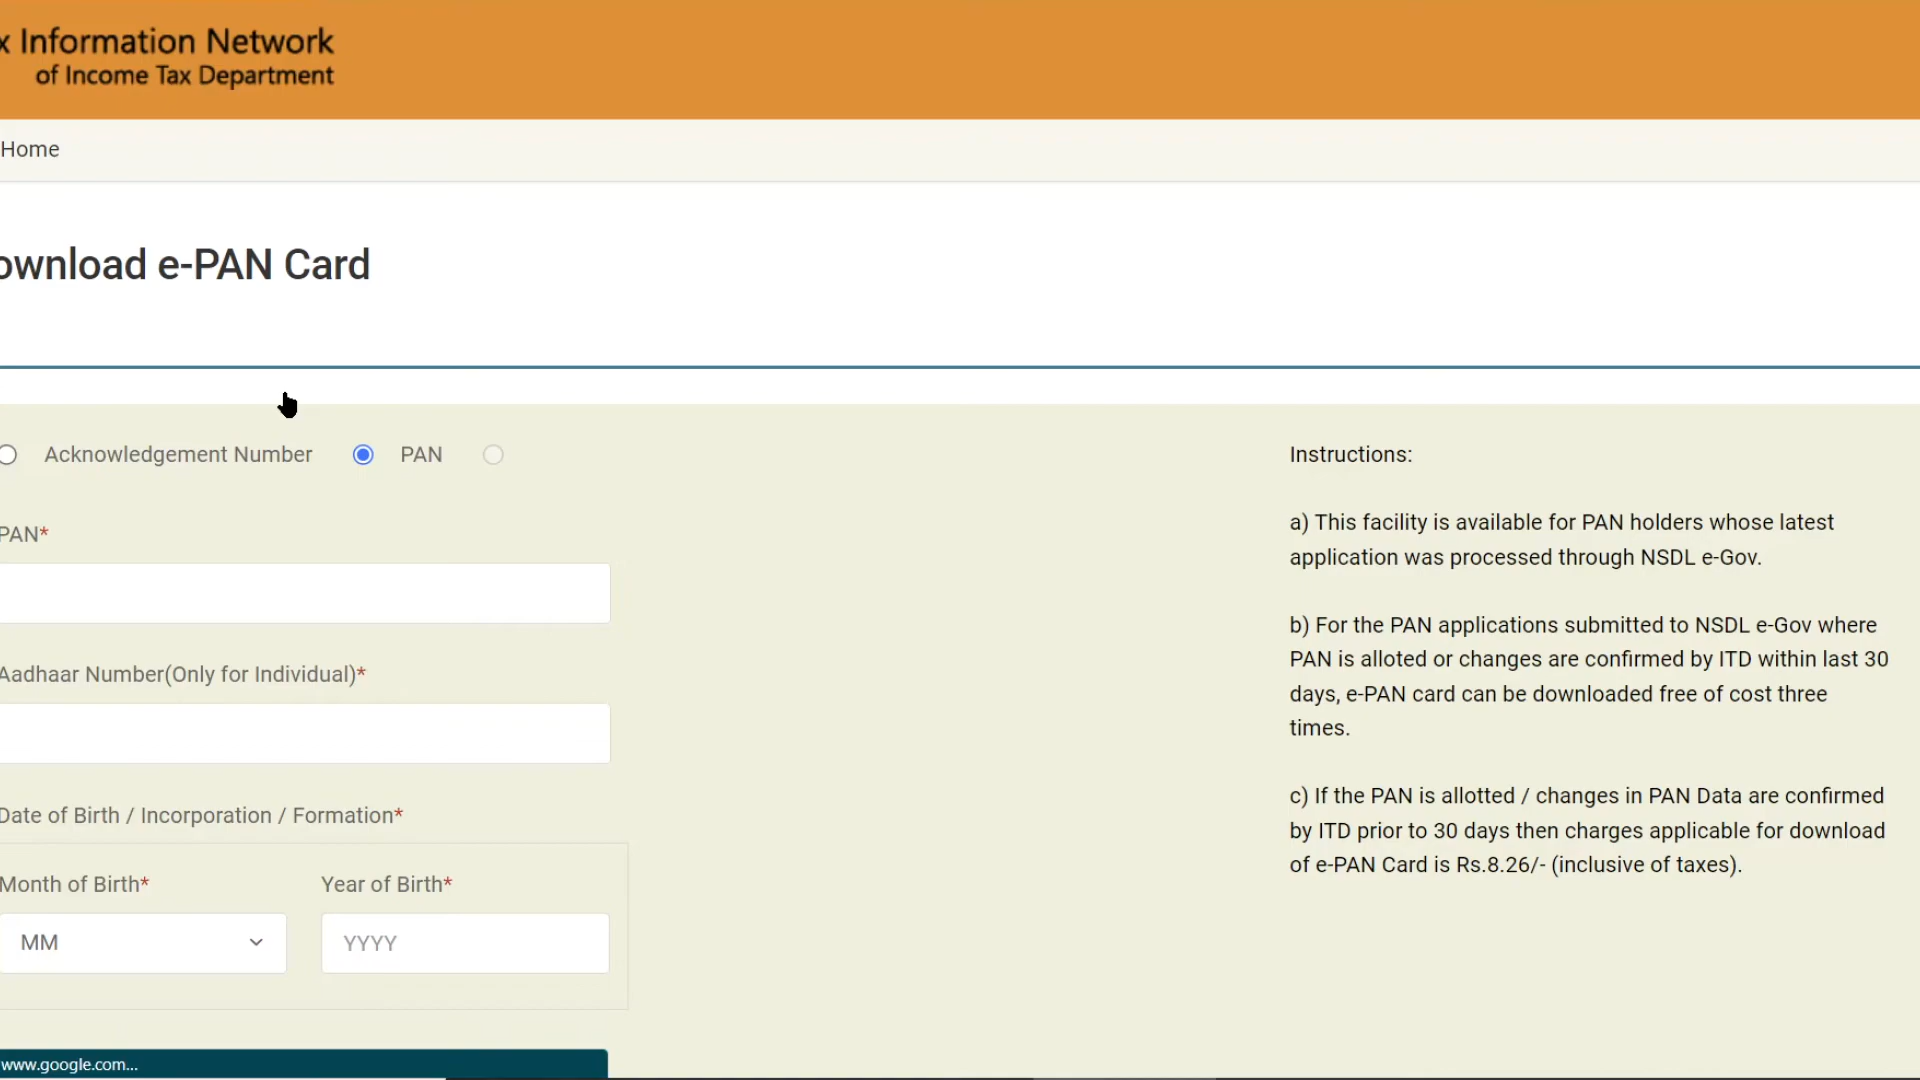 x Information Network
of Income Tax Department
Home
ownload e-PAN Card
Acknowledgement Number PAN
PAN*
Aadhaar Number(Only for Individual)*
Date of Birth / Incorporation / Formation*
Month of Birth* Year of Birth*
MM YYYY
www.google.com...
Instructions:
a) This facility is available for PAN holders whose latest
application was processed through NSDL e-Gov.
b) For the PAN applications submitted to NSDL e-Gov where
PAN is alloted or changes are confirmed by ITD within last 30
days, e-PAN card can be downloaded free of cost three
times.
c) If the PAN is allotted / changes in PAN Data are confirmed
by ITD prior to 30 days then charges applicable for download
of e-PAN Card is Rs.8.26/- (inclusive of taxes).